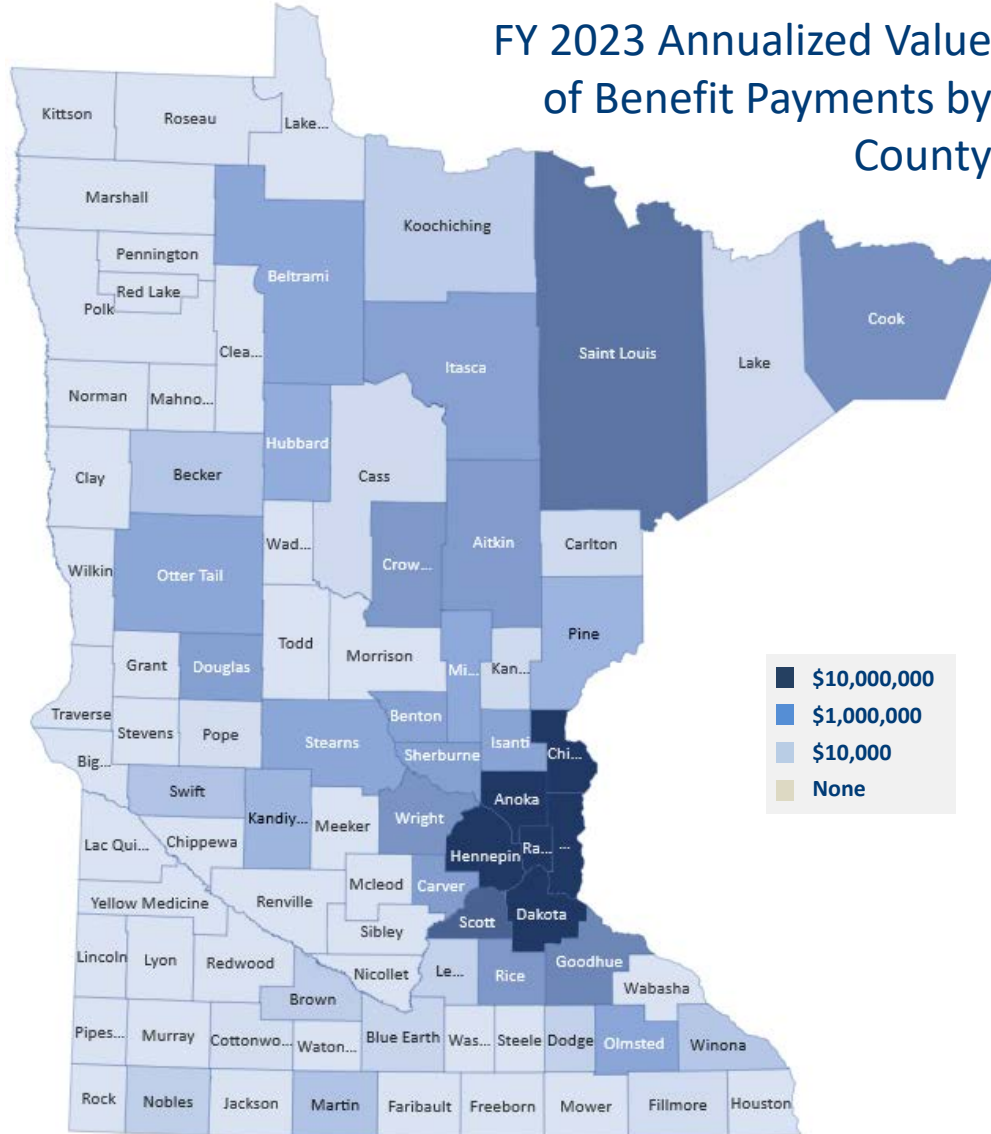 FY 2023 Annualized Value
of Benefit Payments by
County
Kittson
Roseau
Lake...
Marshall
Koochiching
Pennington
Beltrami
Red Lake
Polk
Cook
Clea...
Saint Louis
Lake
Itasca
Norman
Mahno...
Hubbard
Becker
Clay
Cass
Wad...
Aitkin
Carlton
Crow...
Wilkin
Otter Tail
Pine
Todd
Morrison
Grant
Douglas
Mi...
Kan...
Traverse
Benton
Stevens
Pope
Stearns
Isanti
Sherburne
Chi...
Big...
Swift
Anoka
Kandiy...
Meeker
Wright
Lac Qui...
Chippewa
Hennepin
Ra...
...
Mcleod
Carver
Yellow Medicine
Renville
Dakota
Scott
Sibley
Lincoln
Lyon
Redwood
Nicollet
Le...
Rice
Goodhue
Wabasha
Brown
Pipes...
Murray
Cottonwo...
Waton...
Blue Earth
Was...
Steele
Dodge
Olmsted
Winona
Rock
Nobles
Jackson
Martin
Faribault
Freeborn
Mower
Fillmore
Houston
$10,000,000
$1,000,000
$10,000
None